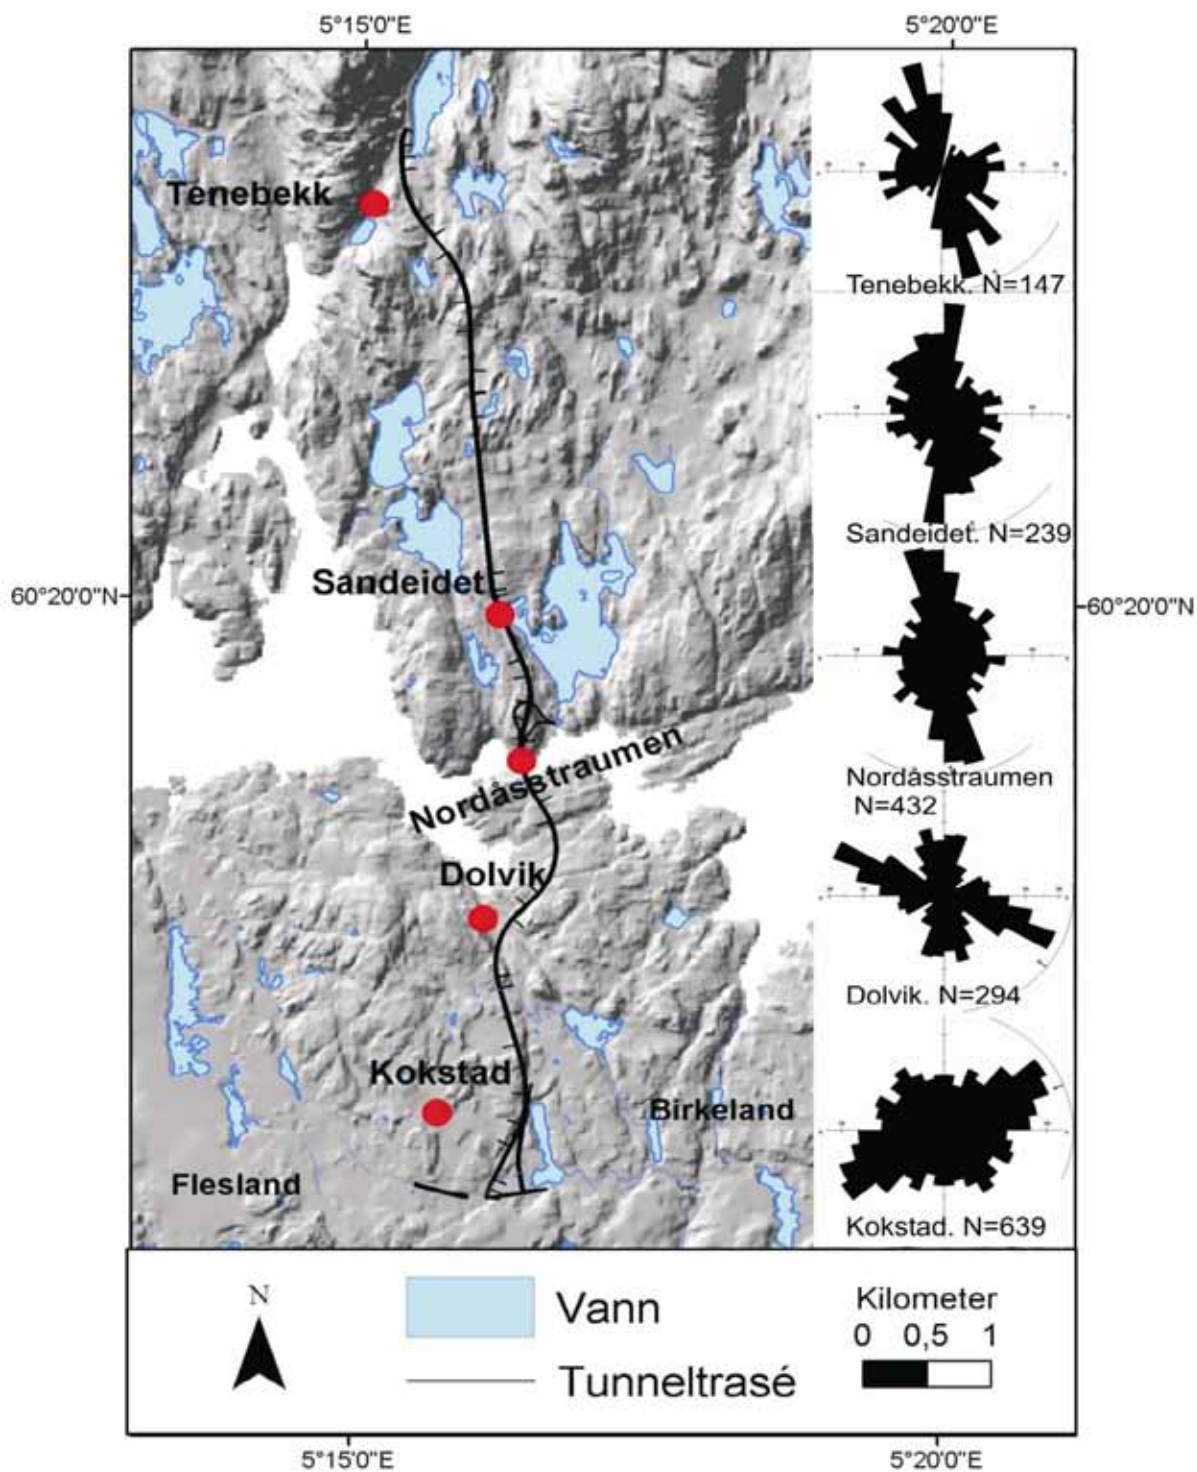 5°15'0"E
5°20'0"E
Tenebekk
Tenebekk. N=147
Sandeidet. N=239
Sandeidet
60°20'0"N
60°20'0"N
Nordåsstraumen
Nordåsstraumen
N=432
Dolvik
Dolvik. N=294
Kokstad
Birkeland
Flesland
Kokstad. N=639
N
Vann
Tunneltrasé
Kilometer
0 0,5 1
5°15'0"E
5°20'0"E